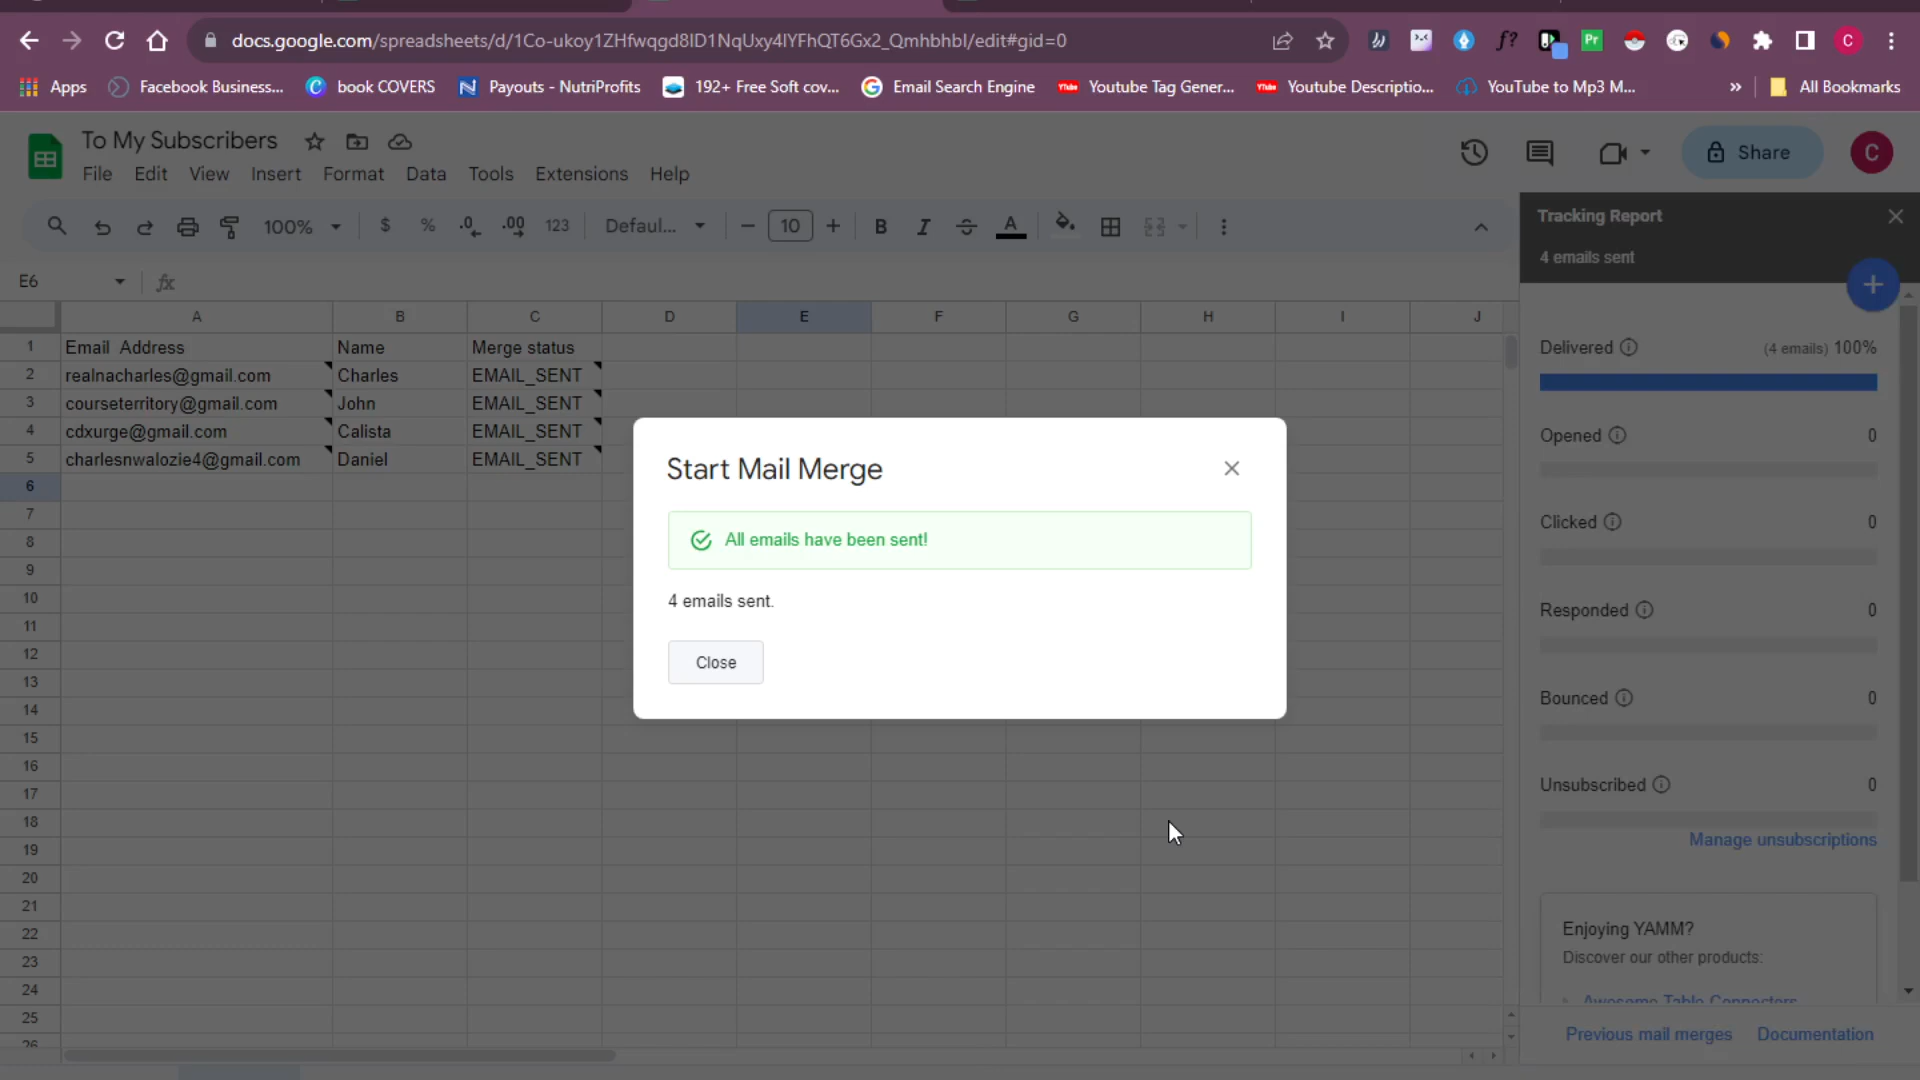 docs.google.com/spreadsheets/d/1Co-ukoy1ZHfwqgd8lD1NqUxy4lYFhQT6Gx2_Qmhbhbl/edit#gid=0
C
Apps
Facebook Business...
book COVERS
Payouts - NutriProfits
192+ Free Soft cov...
Email Search Engine
Youtube Tag Gener...
Youtube Descriptio...
YouTube to Mp3 M...
»
All Bookmarks
To My Subscribers
File Edit View Insert Format Data Tools Extensions Help
Share
C
100% $ % .0 .00 123 Defaul... − 10 + B I A
E6
fx
A B C D E F G H I J
1 Email Address Name Merge status
2 realnacharles@gmail.com Charles EMAIL_SENT
3 courseterritory@gmail.com John EMAIL_SENT
4 cdxurge@gmail.com Calista EMAIL_SENT
5 charlesnwalozie4@gmail.com Daniel EMAIL_SENT
6
7
8
9
10
11
12
13
14
15
16
17
18
19
20
21
22
23
24
25
26
Start Mail Merge
All emails have been sent!
4 emails sent.
Close
Tracking Report
4 emails sent
Delivered (4 emails) 100%
Opened 0
Clicked 0
Responded 0
Bounced 0
Unsubscribed 0
Manage unsubscriptions
Enjoying YAMM?
Discover our other products:
Awesome Table Connectors
Previous mail merges Documentation